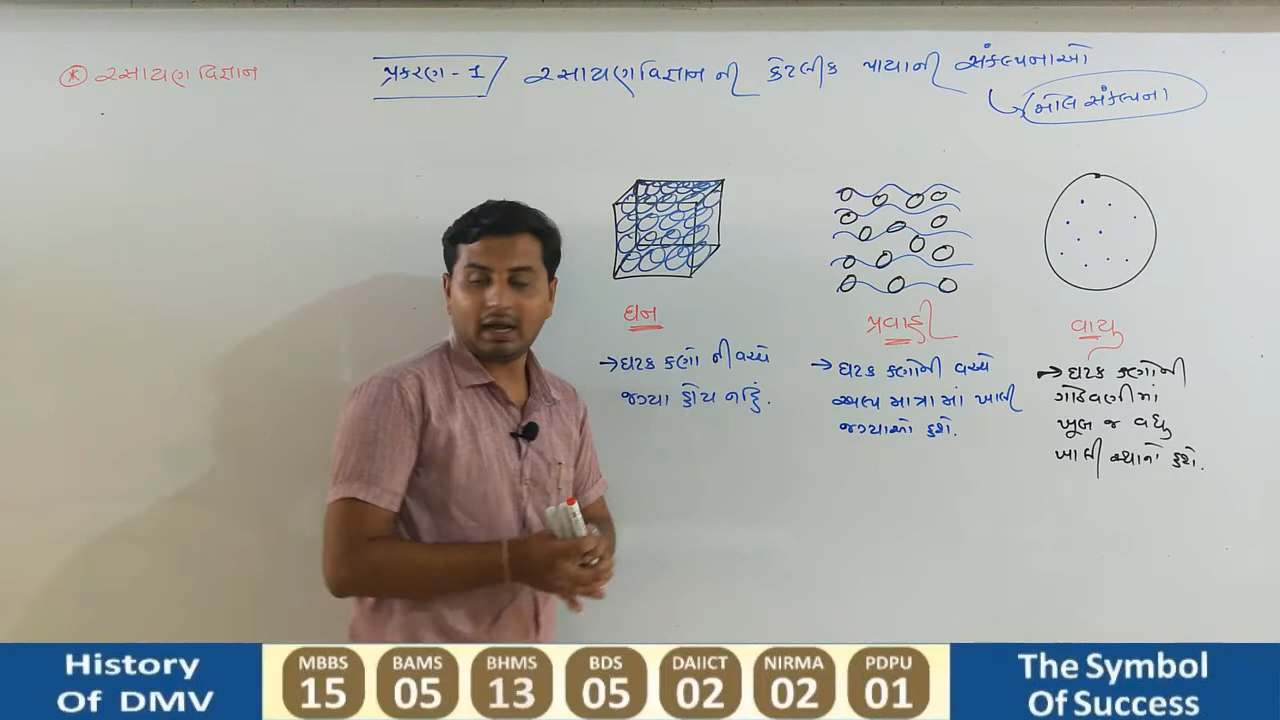 રસાયણ વિજ્ઞાન
પ્રકરણ - 1 રસાયણ વિજ્ઞાન ની કેટલીક પાયાની સંકલ્પનાઓ
મોલ સંકલ્પના
ઘન
→ ઘટક કણો ની વચ્ચે
જગ્યા હોય નહિં.
પ્રવાહી
→ ઘટક કણોની વચ્ચે
અલ્પ માત્રા માં ખાલી
જગ્યાઓ હશે.
વાયુ
→ ઘટક કણોની
ગોઠવણીમાં
ખૂબ જ વધુ
ખાલી સ્થાનો હશે.
History
Of DMV
MBBS
15
BAMS
05
BHMS
13
BDS
05
DAIICT
02
NIRMA
02
PDPU
01
The Symbol
Of Success